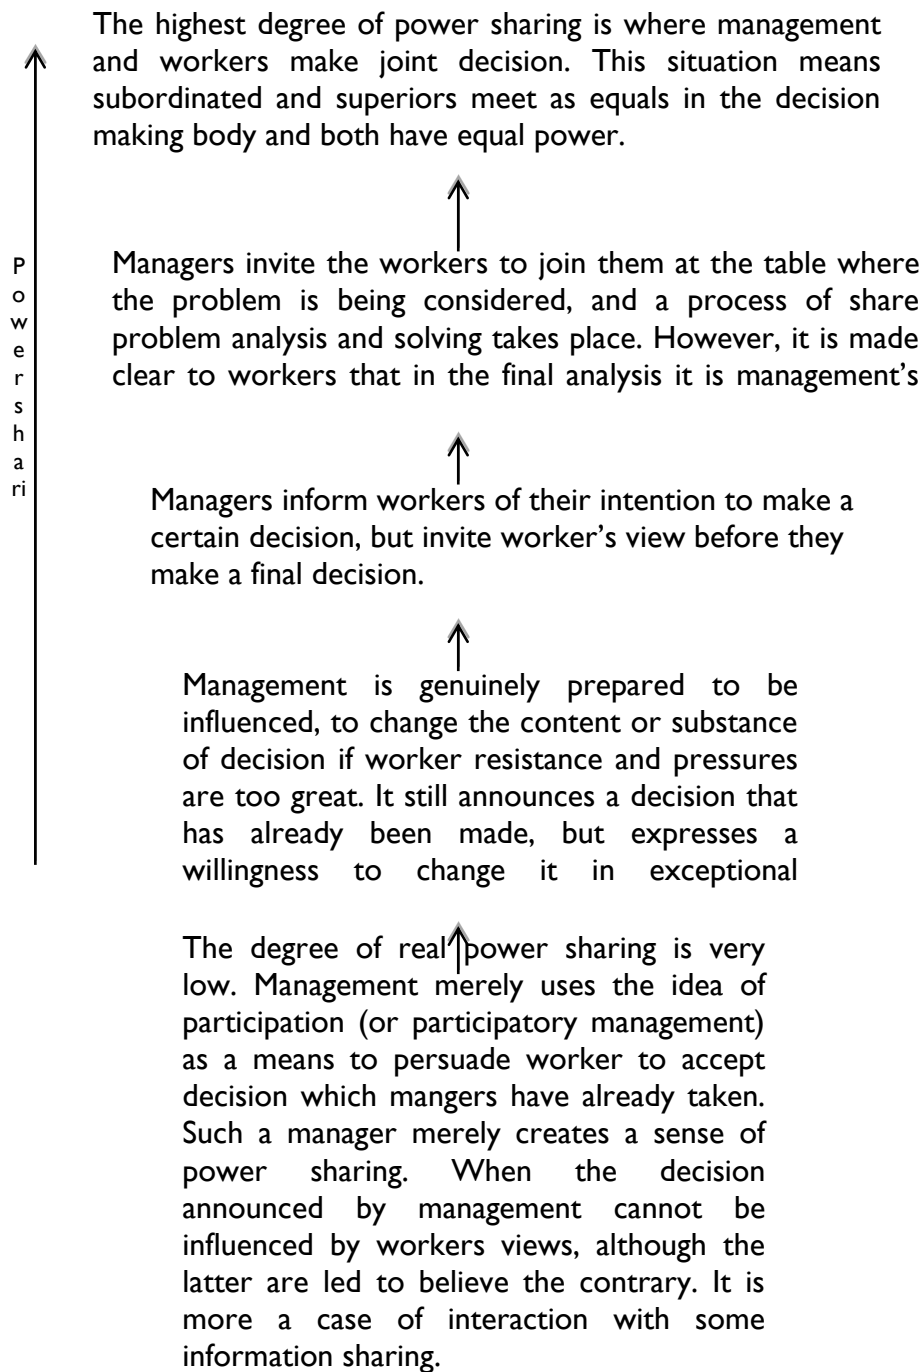 The highest degree of power sharing is where management
and workers make joint decision. This situation means
subordinated and superiors meet as equals in the decision
making body and both have equal power.
P
o
w
e
r
s
h
a
ri
Managers invite the workers to join them at the table where
the problem is being considered, and a process of share
problem analysis and solving takes place. However, it is made
clear to workers that in the final analysis it is management’s
Managers inform workers of their intention to make a
certain decision, but invite worker’s view before they
make a final decision.
Management is genuinely prepared to be
influenced, to change the content or substance
of decision if worker resistance and pressures
are too great. It still announces a decision that
has already been made, but expresses a
willingness to change it in exceptional
The degree of real power sharing is very
low. Management merely uses the idea of
participation (or participatory management)
as a means to persuade worker to accept
decision which mangers have already taken.
Such a manager merely creates a sense of
power sharing. When the decision
announced by management cannot be
influenced by workers views, although the
latter are led to believe the contrary. It is
more a case of interaction with some
information sharing.